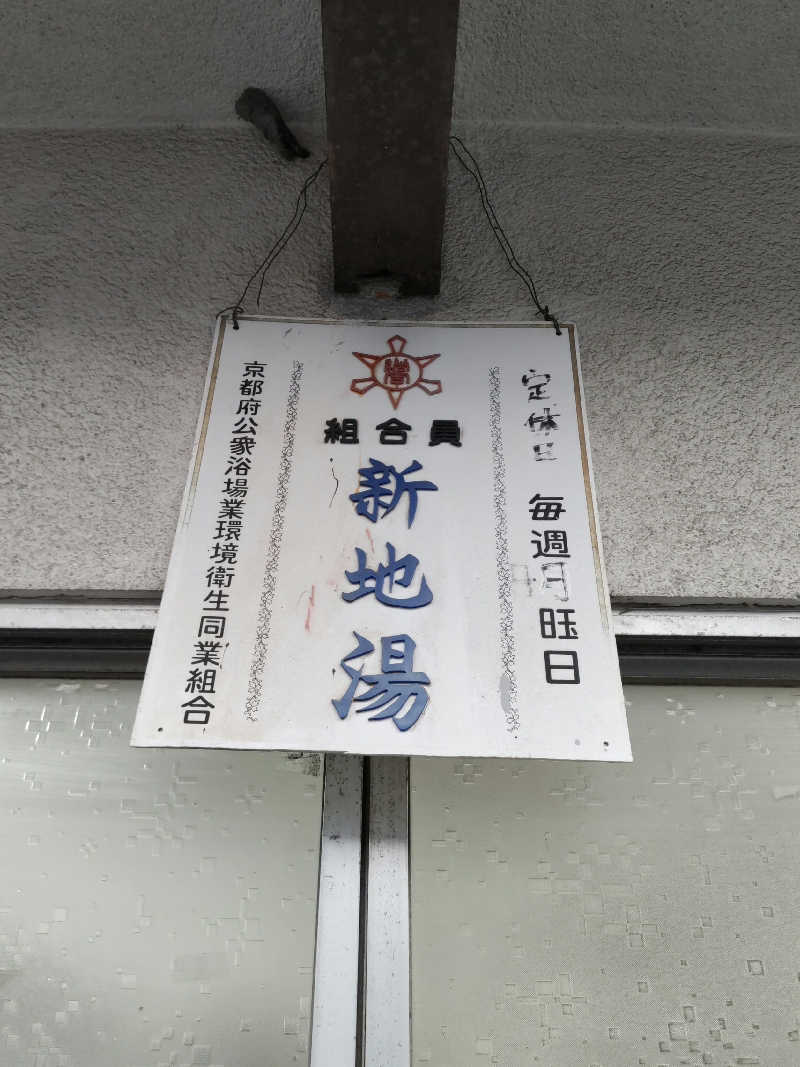 定休日 毎週月旺日
組合員
新地湯
京都府公衆浴場業環境衛生同業組合